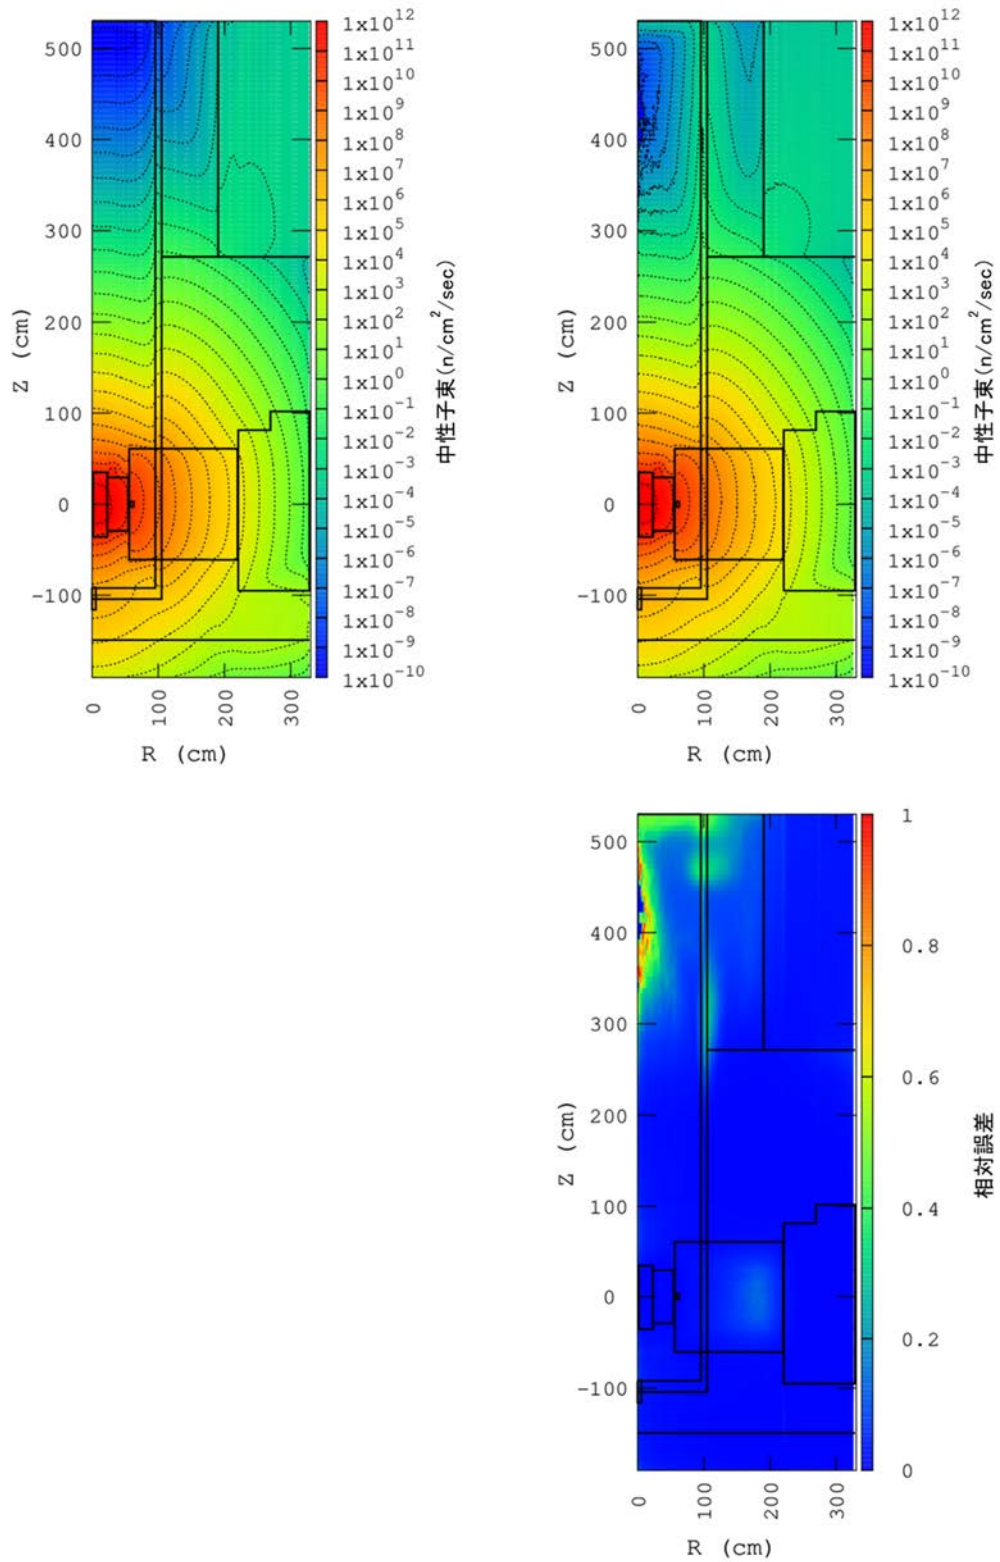 500
400
300
200
100
0
-100
Z (cm)
0
100
200
300
R (cm)
1x10^12
1x10^11
1x10^10
1x10^9
1x10^8
1x10^7
1x10^6
1x10^5
1x10^4
1x10^3
1x10^2
1x10^1
1x10^0
1x10^-1
1x10^-2
1x10^-3
1x10^-4
1x10^-5
1x10^-6
1x10^-7
1x10^-8
1x10^-9
1x10^-10
中性子束(n/cm^2/sec)
500
400
300
200
100
0
-100
Z (cm)
0
100
200
300
R (cm)
1x10^12
1x10^11
1x10^10
1x10^9
1x10^8
1x10^7
1x10^6
1x10^5
1x10^4
1x10^3
1x10^2
1x10^1
1x10^0
1x10^-1
1x10^-2
1x10^-3
1x10^-4
1x10^-5
1x10^-6
1x10^-7
1x10^-8
1x10^-9
1x10^-10
中性子束(n/cm^2/sec)
500
400
300
200
100
0
-100
Z (cm)
0
100
200
300
R (cm)
1
0.8
0.6
0.4
0.2
0
相対誤差